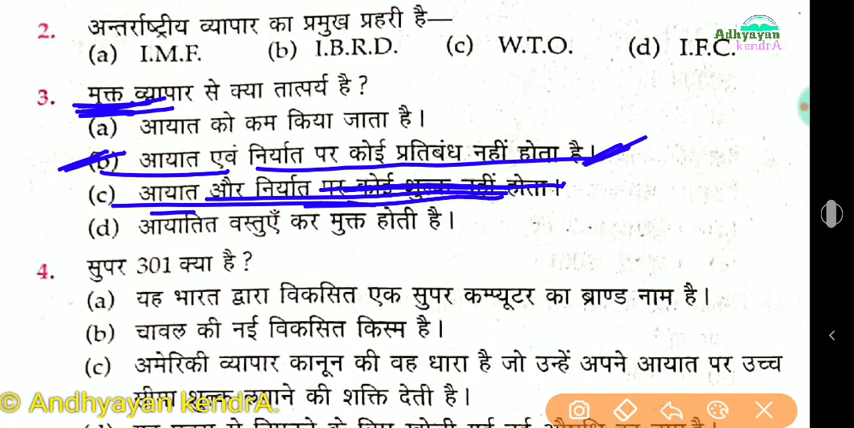 Adhyayan
kendrA
2. अन्तर्राष्ट्रीय व्यापार का प्रमुख प्रहरी है—
(a) I.M.F. (b) I.B.R.D. (c) W.T.O. (d) I.F.C.
3. मुक्त व्यापार से क्या तात्पर्य है ?
(a) आयात को कम किया जाता है।
(b) आयात एवं निर्यात पर कोई प्रतिबंध नहीं होता है।
(c) आयात और निर्यात पर कोई शुल्क नहीं होता।
(d) आयातित वस्तुएँ कर मुक्त होती है।
4. सुपर 301 क्या है ?
(a) यह भारत द्वारा विकसित एक सुपर कम्प्यूटर का ब्राण्ड नाम है।
(b) चावल की नई विकसित किस्म है।
(c) अमेरिकी व्यापार कानून की वह धारा है जो उन्हें अपने आयात पर उच्च
सीमा शुल्क लगाने की शक्ति देती है।
© Andhyayan kendrA.